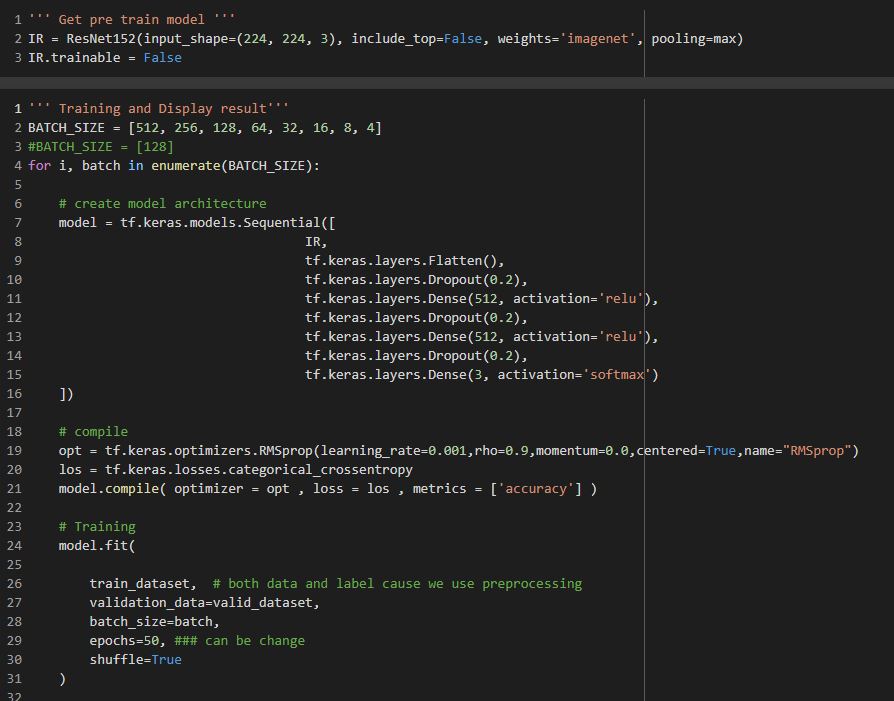 1 ''' Get pre train model '''
2 IR = ResNet152(input_shape=(224, 224, 3), include_top=False, weights='imagenet', pooling=max)
3 IR.trainable = False
1 ''' Training and Display result'''
2 BATCH_SIZE = [512, 256, 128, 64, 32, 16, 8, 4]
3 #BATCH_SIZE = [128]
4 for i, batch in enumerate(BATCH_SIZE):
5
6     # create model architecture
7     model = tf.keras.models.Sequential([
8                                     IR,
9                                     tf.keras.layers.Flatten(),
10                                     tf.keras.layers.Dropout(0.2),
11                                     tf.keras.layers.Dense(512, activation='relu'),
12                                     tf.keras.layers.Dropout(0.2),
13                                     tf.keras.layers.Dense(512, activation='relu'),
14                                     tf.keras.layers.Dropout(0.2),
15                                     tf.keras.layers.Dense(3, activation='softmax')
16     ])
17
18     # compile
19     opt = tf.keras.optimizers.RMSprop(learning_rate=0.001,rho=0.9,momentum=0.0,centered=True,name="RMSprop")
20     los = tf.keras.losses.categorical_crossentropy
21     model.compile( optimizer = opt , loss = los , metrics = ['accuracy'] )
22
23     # Training
24     model.fit(
25
26         train_dataset,  # both data and label cause we use preprocessing
27         validation_data=valid_dataset,
28         batch_size=batch,
29         epochs=50, ### can be change
30         shuffle=True
31     )
32